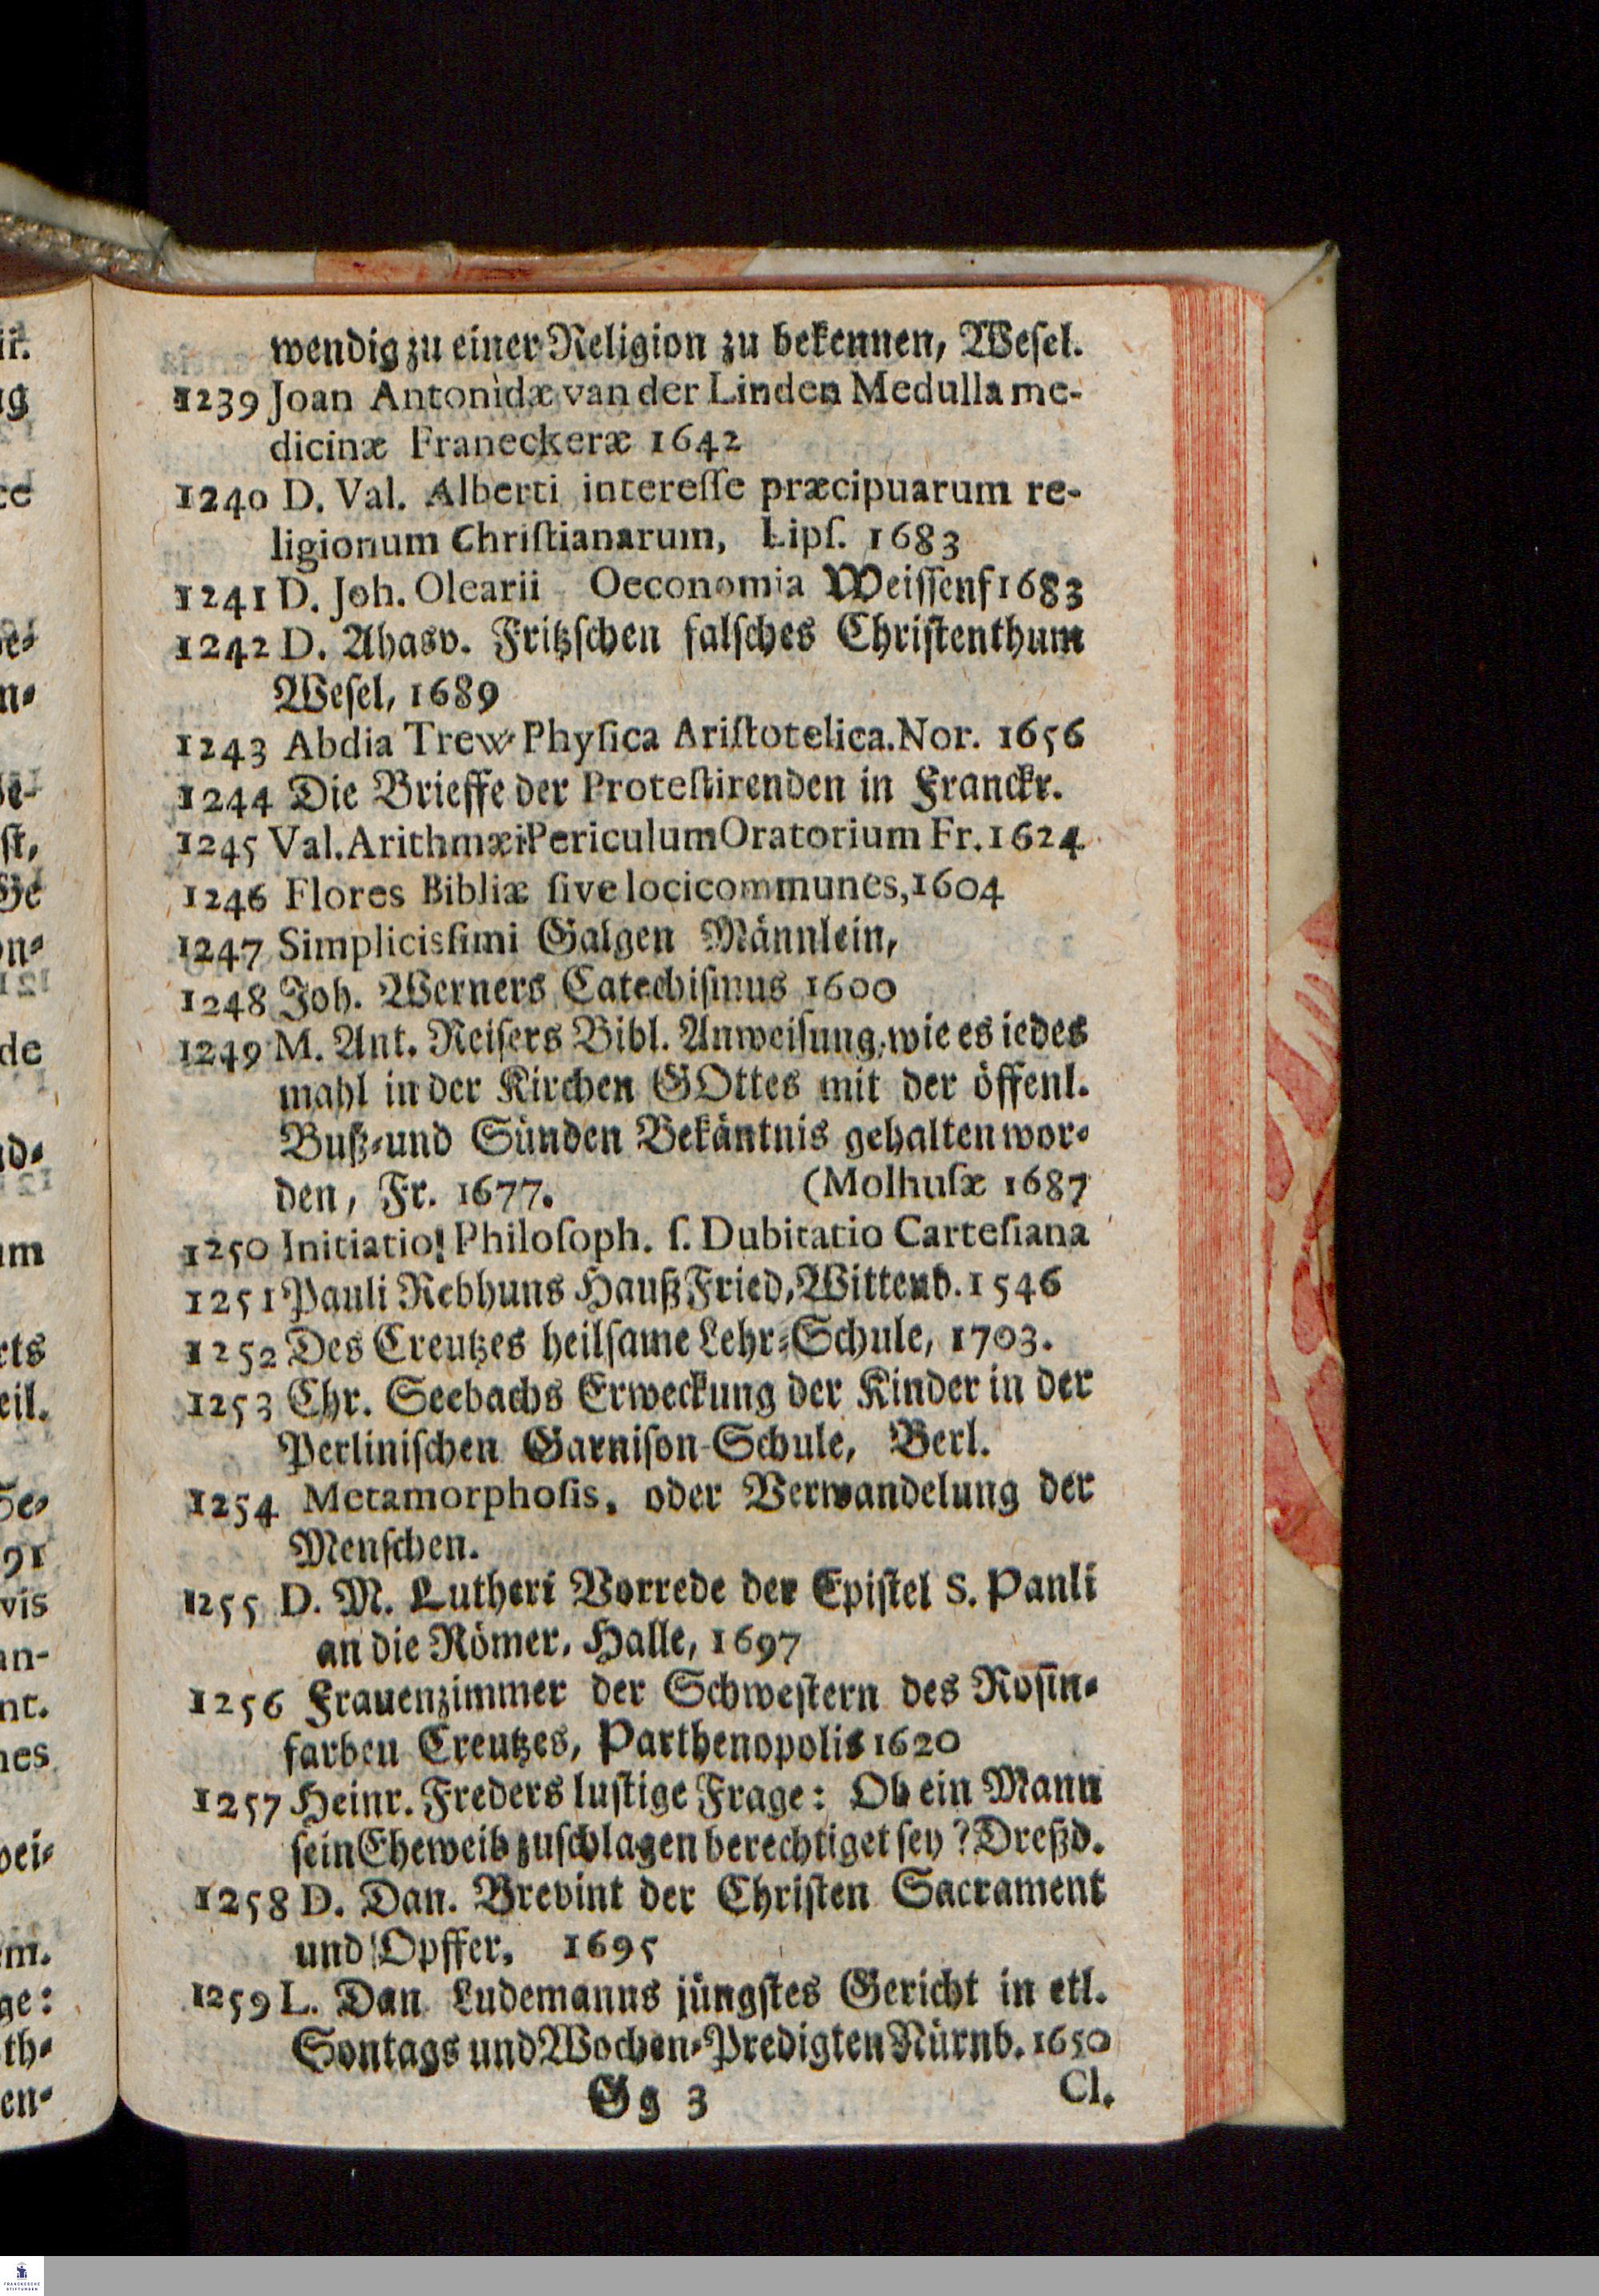 wendig zu einer Religion zu bekennen, Weſel.
1239 Joan Antonidæ van der Linden Medulla me-
dicinæ Franeckeræ 1642
1240 D. Val. Alberti intereſſe præcipuarum re-
ligionum Chriſtianarum, Lipſ. 1683
1241 D. Joh. Olearii Oeconomia Weiſſenf 1683
1242 D. Ahasv. Fritzſchen falſches Chriſtenthum
Weſel, 1689
1243 Abdia Trew Phyſica Ariſtotelica. Nor. 1656
1244 Die Brieffe der Proteſtirenden in Franckr.
1245 Val. Arithmæi Periculum Oratorium Fr. 1624
1246 Flores Bibliæ ſive loci communes, 1604
1247 Simplicisſimi Galgen Männlein,
1248 Joh. Werners Catechiſmus 1600
1249 M. Ant. Reiſers Bibl. Anweiſung, wie es iedes
mahl in der Kirchen GOttes mit der öffenl.
Buß-und Sünden Bekäntnis gehalten wor-
den, Fr. 1677. (Molhuſæ 1687
1250 Initiatio! Philoſoph. ſ. Dubitatio Carteſiana
1251 Pauli Rebhuns Hauß Fried, Wittenb. 1546
1252 Des Creutzes heilſame Lehr-Schule, 1703.
1253 Chr. Seebachs Erweckung der Kinder in der
Perliniſchen Garniſon-Schule, Berl.
1254 Metamorphoſis, oder Verwandelung der
Menſchen.
1255 D. M. Lutheri Vorrede der Epiſtel S. Pauli
an die Römer, Halle, 1697
1256 Frauenzimmer der Schweſtern des Roſin-
farben Creutzes, Parthenopolis 1620
1257 Heinr. Freders luſtige Frage: Ob ein Mann
ſein Eheweib zuſchlagen berechtiget ſey? Dreßd.
1258 D. Dan. Brevint der Chriſten Sacrament
und Opffer, 1695
1259 L. Dan Ludemanns jüngſtes Gericht in etl.
Sontags und Wochen-Predigten Nürnb. 1650
Gg 3 Cl.